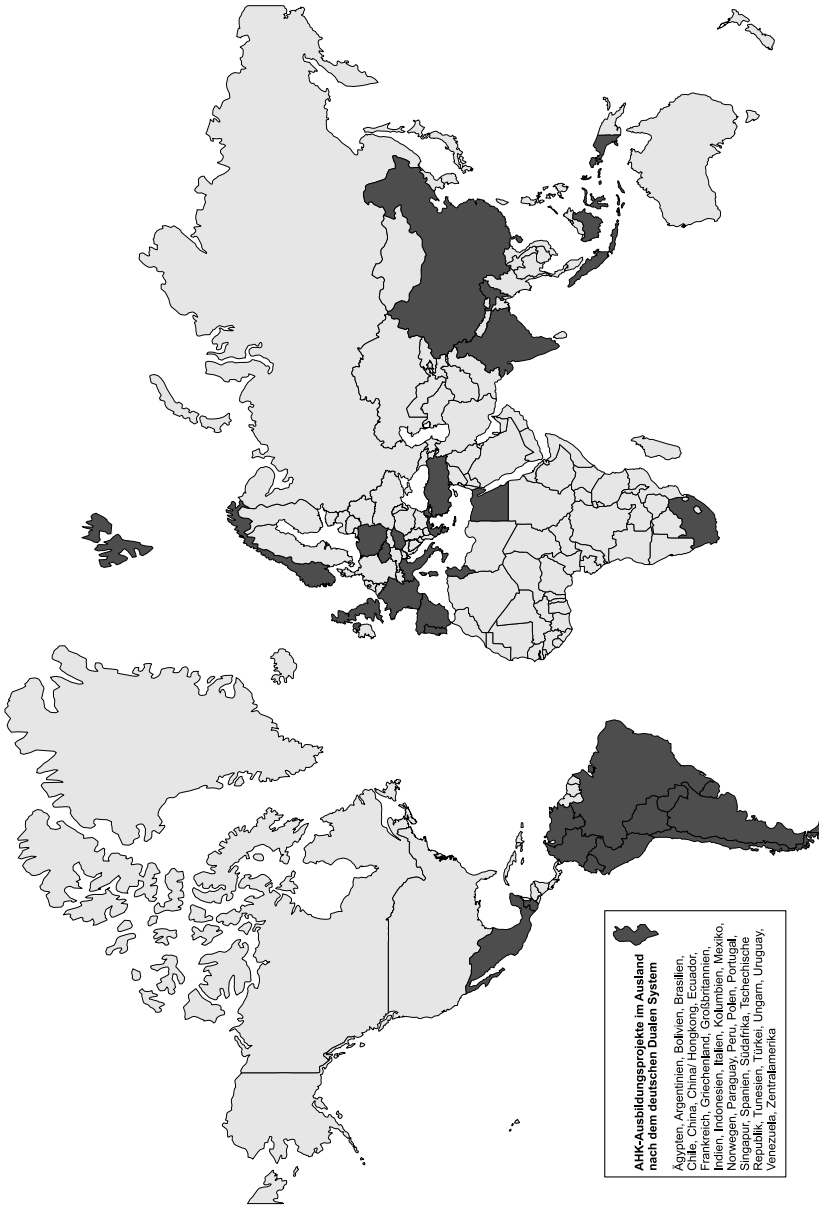 AHK-Ausbildungsprojekte im Ausland
nach dem deutschen Dualen System
Ägypten, Argentinien, Bolivien, Brasilien,
Chile, China, China/ Hongkong, Ecuador,
Frankreich, Griechenland, Großbritannien,
Indien, Indonesien, Italien, Kolumbien, Mexiko,
Norwegen, Paraguay, Peru, Polen, Portugal,
Singapur, Spanien, Südafrika, Tschechische
Republik, Tunesien, Türkei, Ungarn, Uruguay,
Venezuela, Zentralamerika